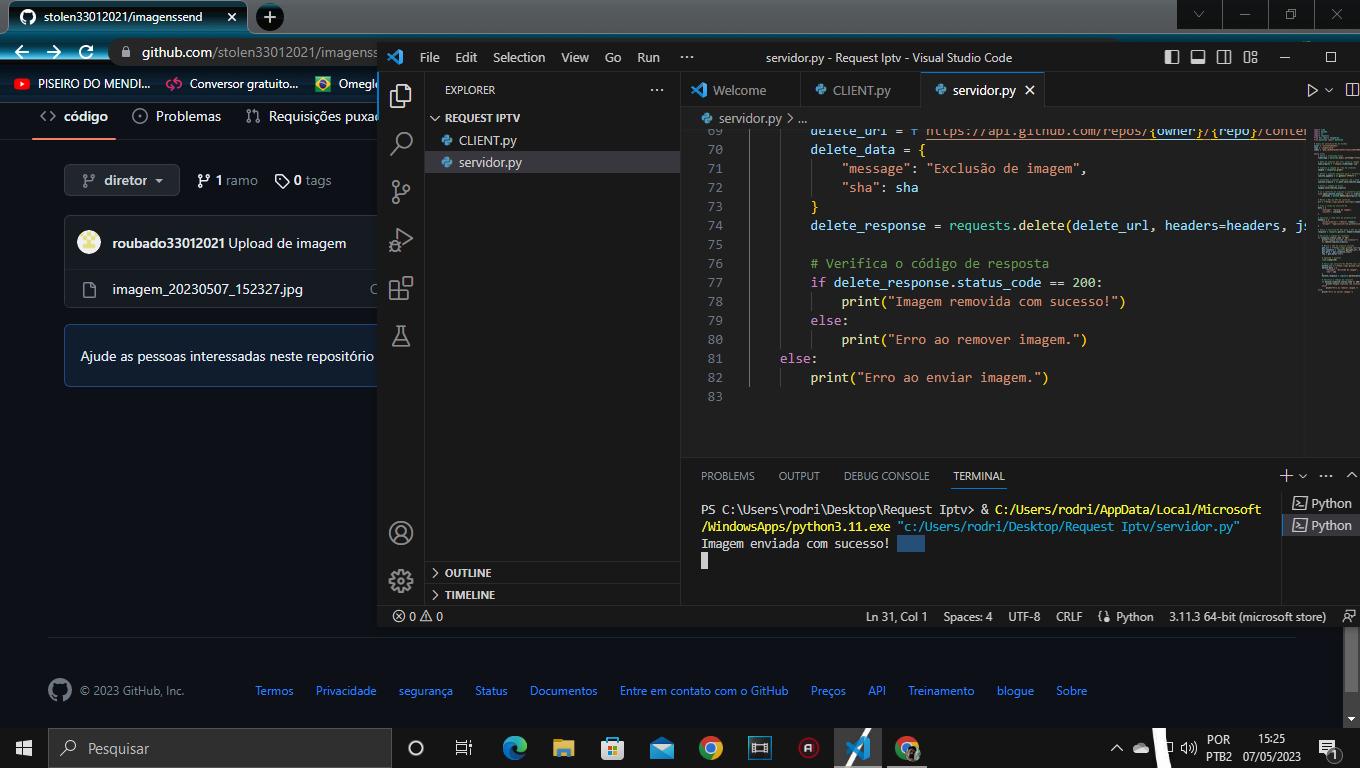 stolen33012021/imagenssend
github.com/stolen33012021/imagenss
PISEIRO DO MENDI...
Conversor gratuito...
Omegle
código
Problemas
Requisições puxa
diretor
1 ramo
0 tags
roubado33012021 Upload de imagem
imagem_20230507_152327.jpg
Ajude as pessoas interessadas neste repositório
File Edit Selection View Go Run ...
servidor.py - Request Iptv - Visual Studio Code
EXPLORER ...
REQUEST IPTV
CLIENT.py
servidor.py
OUTLINE
TIMELINE
Welcome
CLIENT.py
servidor.py
servidor.py > ...
69 delete_url = f"https://api.github.com/repos/{owner}/{repo}/conten
70 delete_data = {
71 "message": "Exclusão de imagem",
72 "sha": sha
73 }
74 delete_response = requests.delete(delete_url, headers=headers, js
75
76 # Verifica o código de resposta
77 if delete_response.status_code == 200:
78 print("Imagem removida com sucesso!")
79 else:
80 print("Erro ao remover imagem.")
81 else:
82 print("Erro ao enviar imagem.")
83
PROBLEMS OUTPUT DEBUG CONSOLE TERMINAL
PS C:\Users\rodri\Desktop\Request Iptv> & C:/Users/rodri/AppData/Local/Microsoft
/WindowsApps/python3.11.exe "c:/Users/rodri/Desktop/Request Iptv/servidor.py"
Imagem enviada com sucesso!
Python
Python
0 0
Ln 31, Col 1 Spaces: 4 UTF-8 CRLF Python 3.11.3 64-bit (microsoft store)
© 2023 GitHub, Inc. Termos Privacidade segurança Status Documentos Entre em contato com o GitHub Preços API Treinamento blogue Sobre
Pesquisar
POR
PTB2
15:25
07/05/2023
1